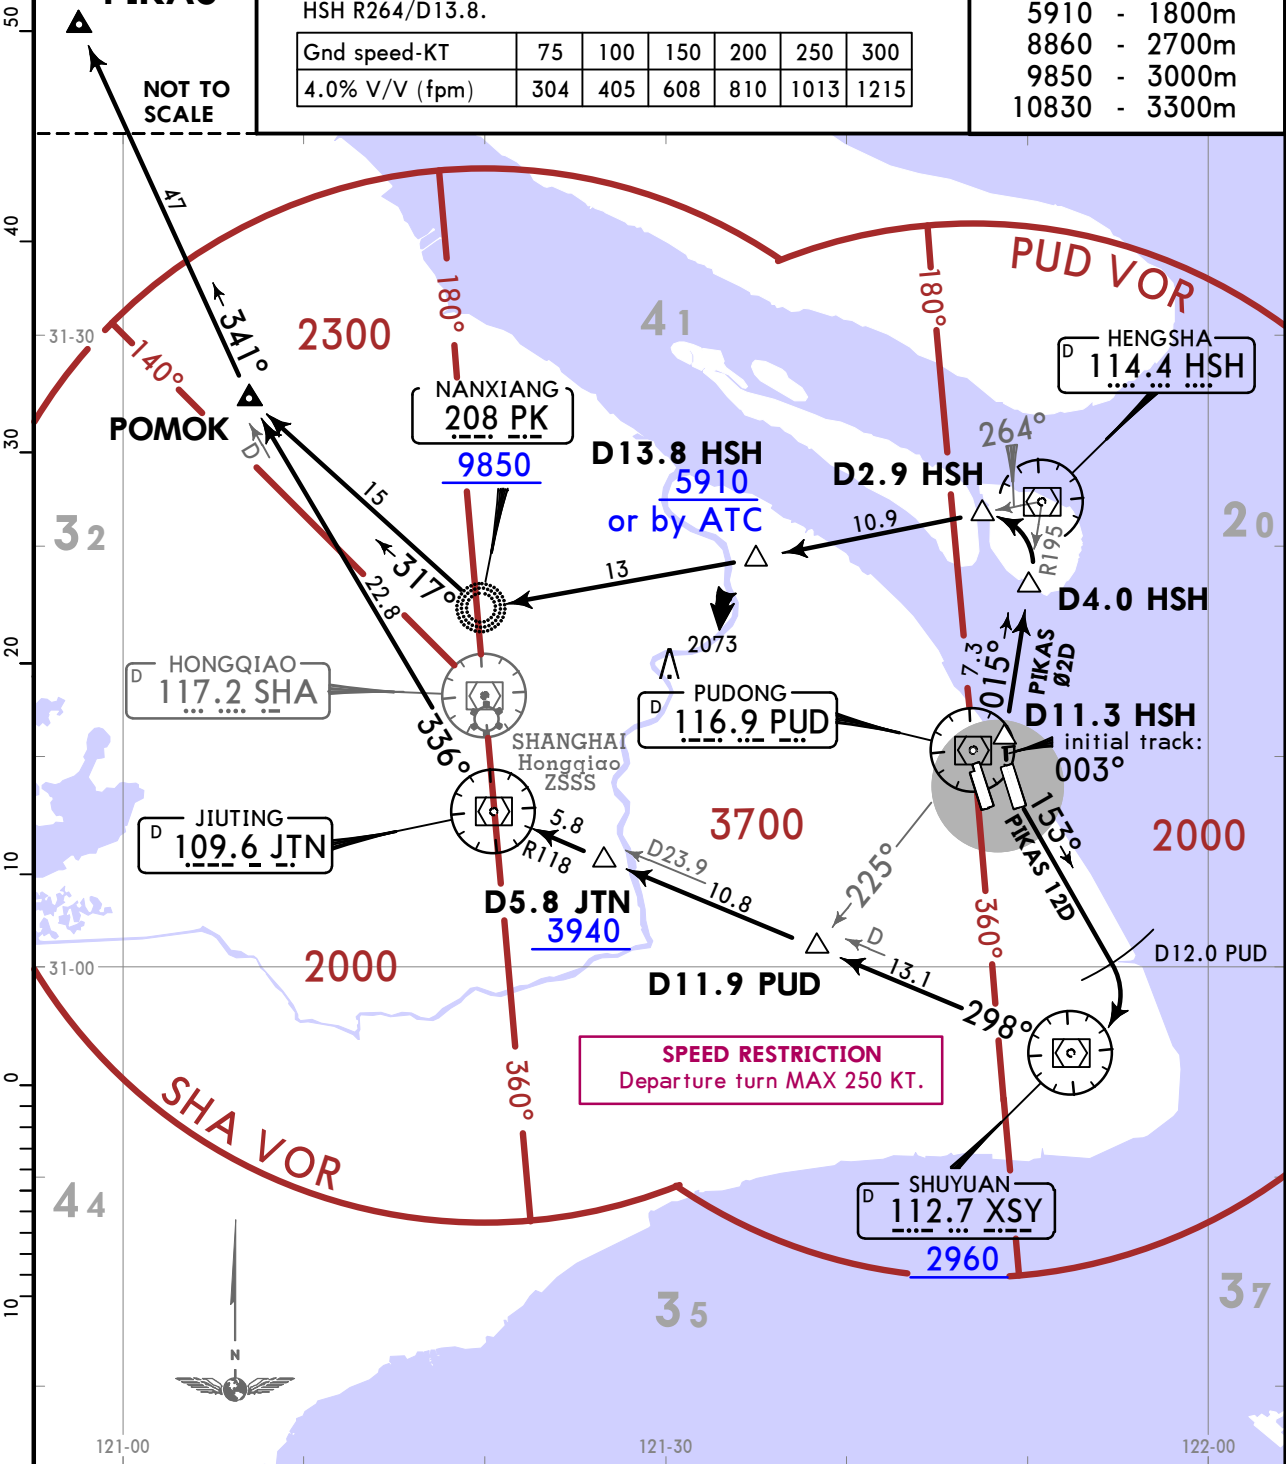 HSH R264/D13.8.
Gnd speed-KT 75 100 150 200 250 300
4.0% V/V (fpm) 304 405 608 810 1013 1215
5910 - 1800m
8860 - 2700m
9850 - 3000m
10830 - 3300m
NOT TO
SCALE
50
40
30
20
10
0
10
47
341°
140°
POMOK
D
2300
180°
41
180°
PUD VOR
31-30
NANXIANG
208 PK
9850
D
HENGSHA
114.4 HSH
264°
D13.8 HSH
5910
or by ATC
D2.9 HSH
10.9
R195
D4.0 HSH
32
20
15
317°
22.8
13
2073
7.3
015°
PIKAS
Ø2D
D
HONGQIAO
117.2 SHA
336°
SHANGHAI
Hongqiao
ZSSS
D
PUDONG
116.9 PUD
D11.3 HSH
initial track:
003°
D
JIUTING
109.6 JTN
5.8
R118
D23.9
10.8
D5.8 JTN
3940
3700
225°
153°
PIKAS 12D
2000
360°
D12.0 PUD
2000
31-00
D
13.1
D11.9 PUD
298°
SPEED RESTRICTION
Departure turn MAX 250 KT.
360°
SHA VOR
D
SHUYUAN
112.7 XSY
2960
44
35
37
N
121-00
121-30
122-00